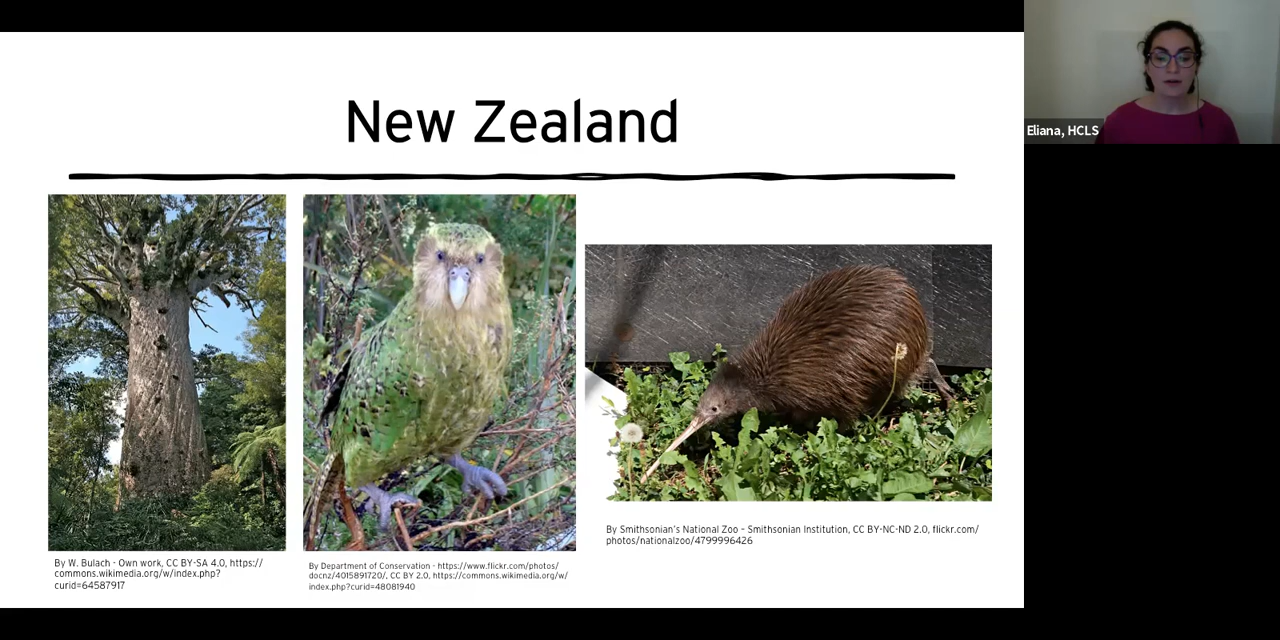 New Zealand
Eliana, HCLS
By W. Bulach - Own work, CC BY-SA 4.0, https://
commons.wikimedia.org/w/index.php?
curid=64587917
By Department of Conservation - https://www.flickr.com/photos/
docnz/4015891720/, CC BY 2.0, https://commons.wikimedia.org/w/
index.php?curid=48081940
By Smithsonian's National Zoo - Smithsonian Institution, CC BY-NC-ND 2.0, flickr.com/
photos/nationalzoo/4799996426